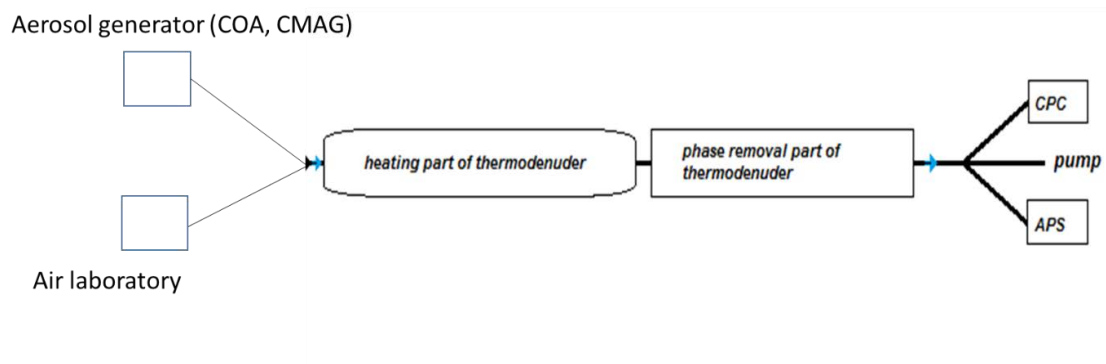 Aerosol generator (COA, CMAG)
CPC
heating part of thermodenuder
phase removal part of
thermodenuder
pump
APS
Air laboratory